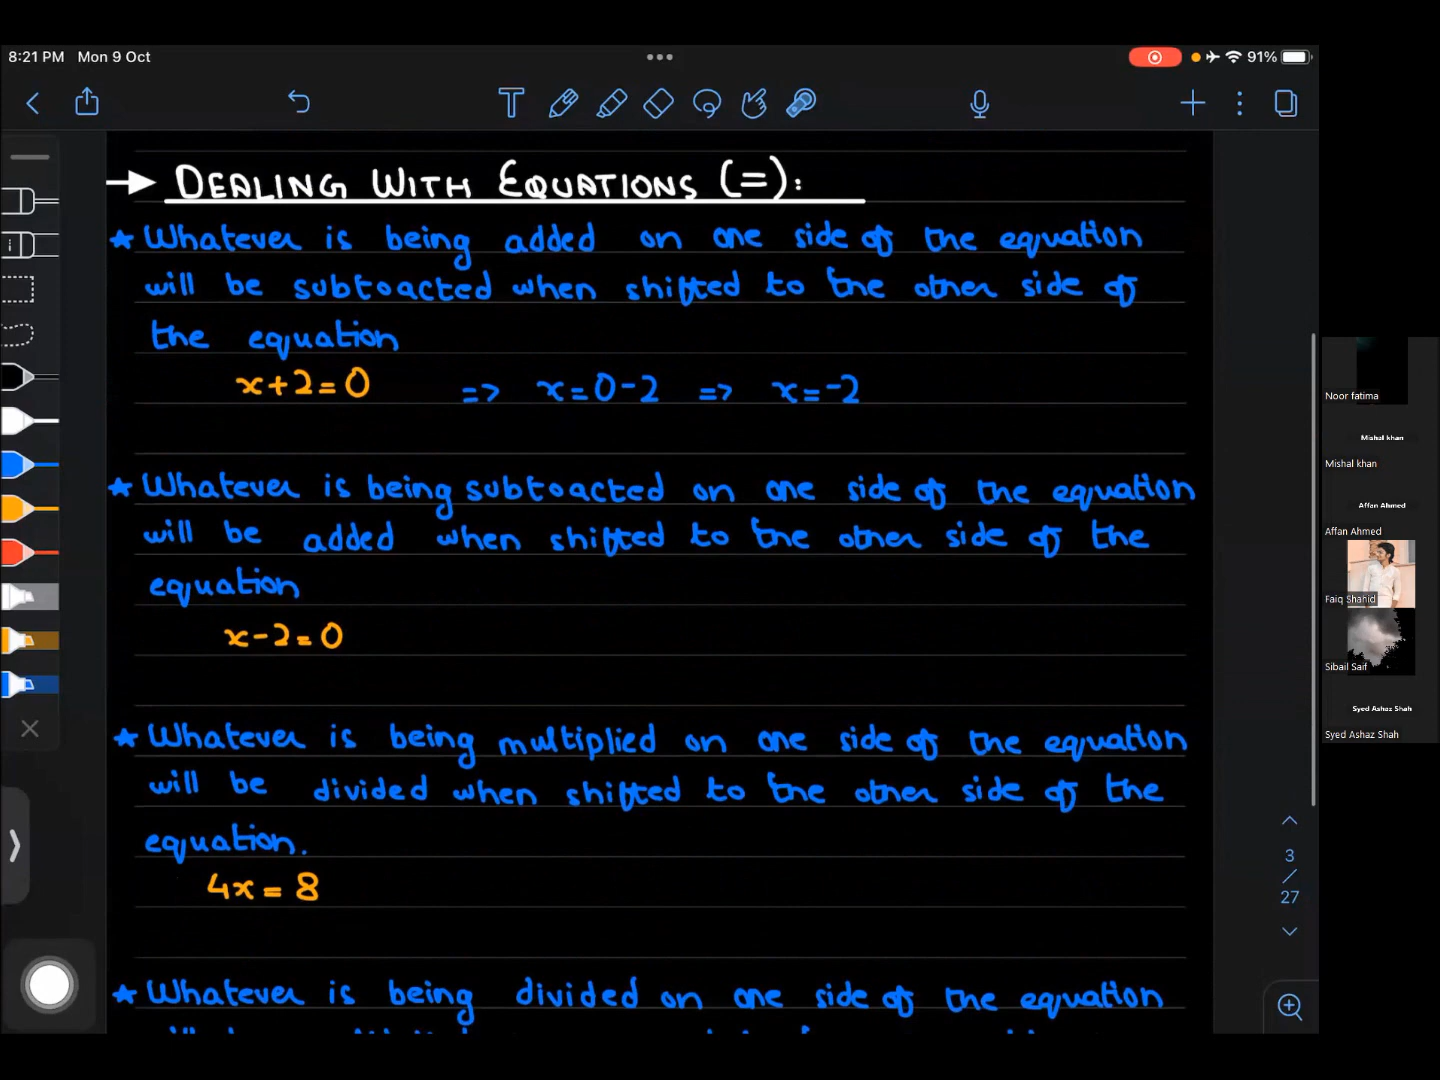 8:21 PM Mon 9 Oct
91%
→ DEALING WITH EQUATIONS (=):
★ Whatever is being added on one side of the equation
will be subtracted when shifted to the other side of
the equation
x+2=0 => x=0-2 => x=-2
★ Whatever is being subtracted on one side of the equation
will be added when shifted to the other side of the
equation
x-2=0
★ Whatever is being multiplied on one side of the equation
will be divided when shifted to the other side of the
equation.
4x=8
★ Whatever is being divided on one side of the equation
3
/
27
Noor fatima
Mishal khan
Mishal khan
Affan Ahmed
Affan Ahmed
Faiq Shahid
Sibail Saif
Syed Ashaz Shah
Syed Ashaz Shah